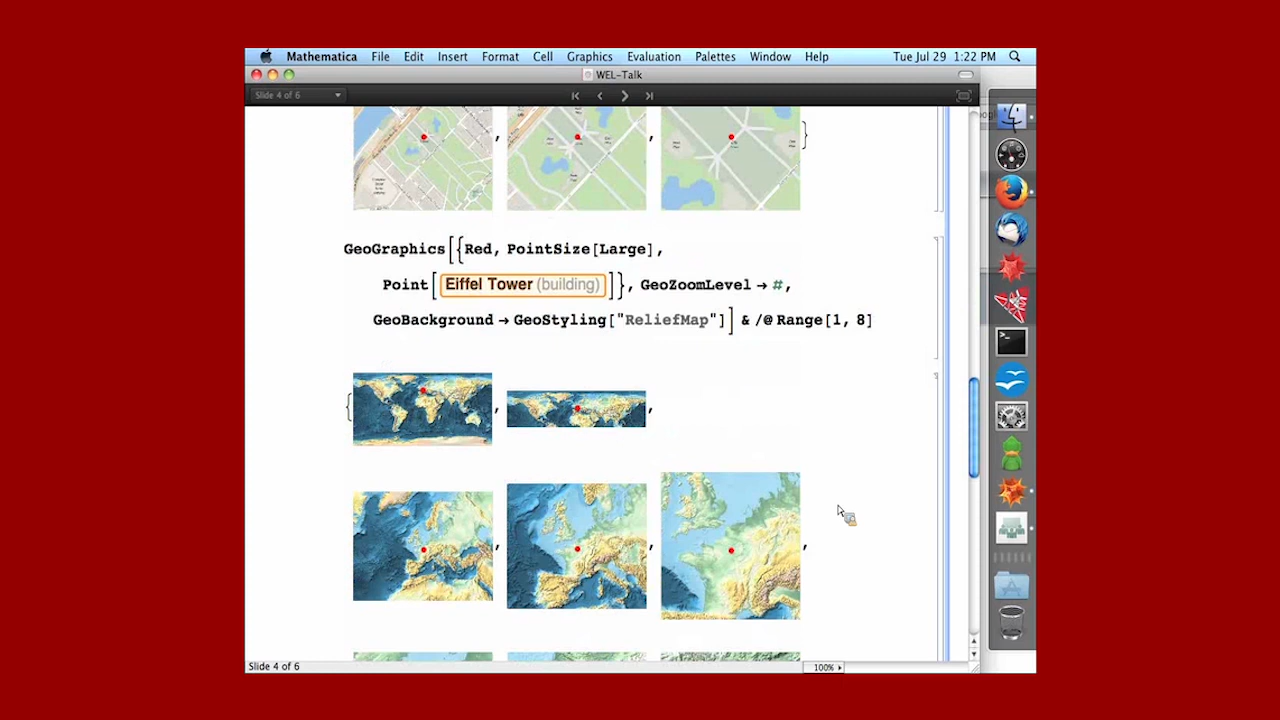 Mathematica File Edit Insert Format Cell Graphics Evaluation Palettes Window Help Tue Jul 29 1:22 PM
WEL-Talk
Slide 4 of 6
GeoGraphics[{Red, PointSize[Large],
Point[Eiffel Tower (building)]}, GeoZoomLevel → #,
GeoBackground → GeoStyling["ReliefMap"]] & /@ Range[1, 8]
{ , ,
, , ,
Slide 4 of 6 100%